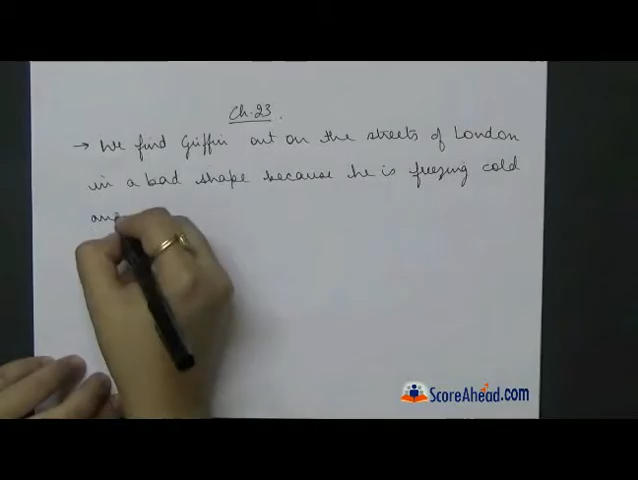 Ch.23.
→ We find Griffin out on the streets of London
in a bad shape because he is freezing cold
and
ScoreAhead.com